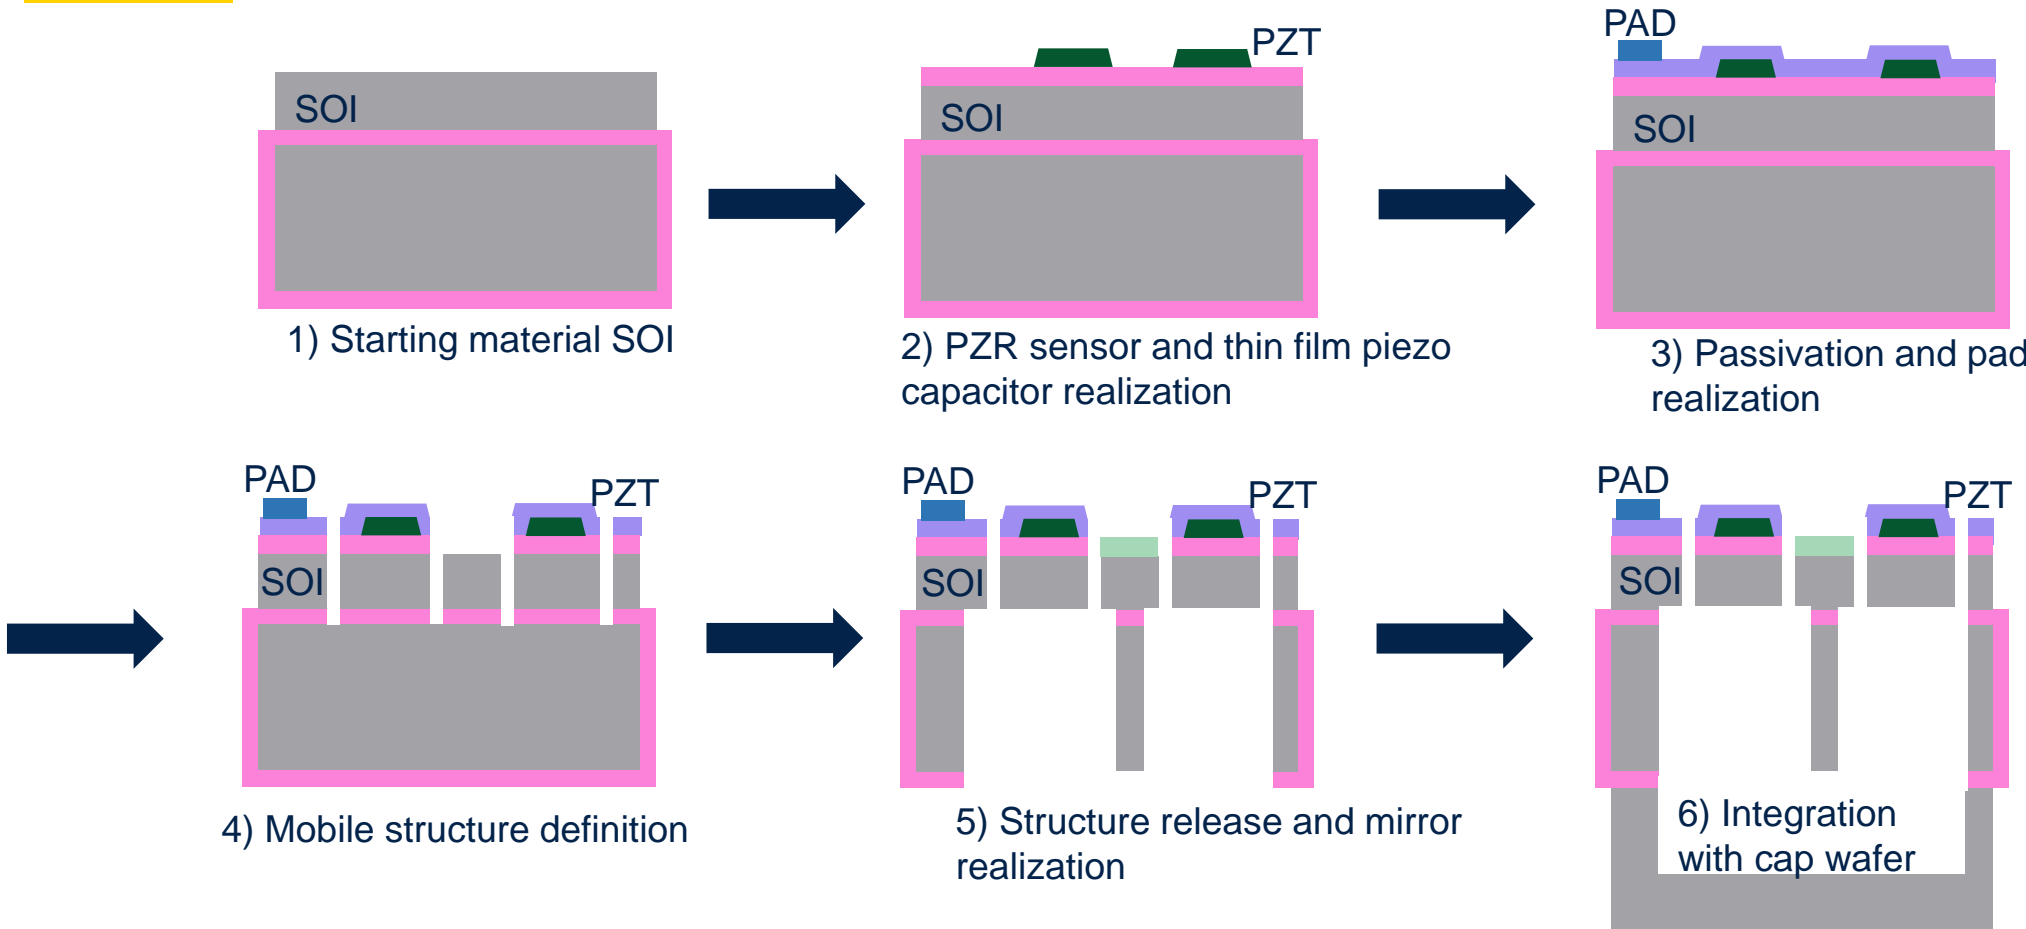 SOI
1) Starting material SOI
PZT
SOI
2) PZR sensor and thin film piezo
capacitor realization
PAD
SOI
3) Passivation and pad
realization
PAD
PZT
SOI
4) Mobile structure definition
PAD
PZT
SOI
5) Structure release and mirror
realization
PAD
PZT
SOI
6) Integration
with cap wafer